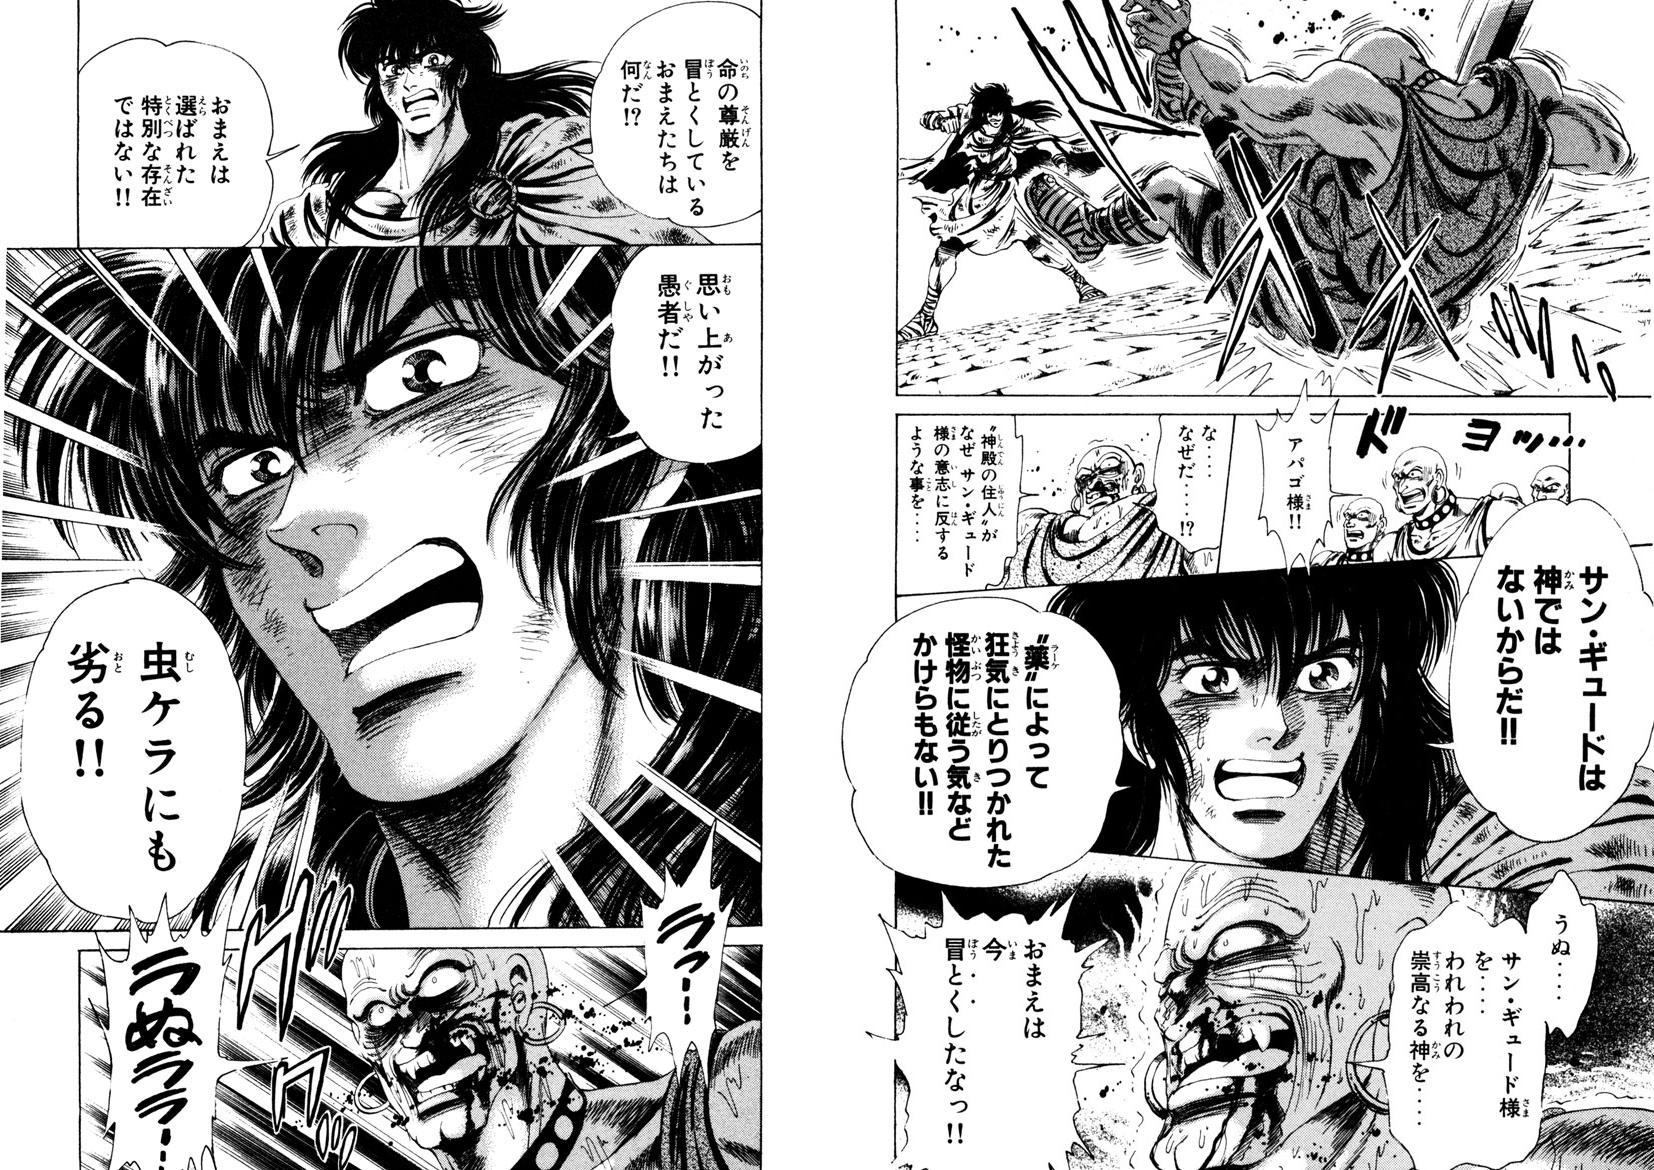 ドヨッ…
アパゴ様!!
な‥‥
なぜだ‥‥!?
〝神殿の住人〟が
なぜ サン・ギュード
様の意志に反する
ような事を‥‥
サン・ギュードは
神では
ないからだ!!
〝薬〟によって
狂気にとりつかれた
怪物に従う気など
かけらもない!!
うぬ‥‥
サン・ギュード様
を‥‥
われわれの
崇高なる神を‥‥
おまえは
今
冒とくしたなっ!!
命の尊厳を
冒とくしている
おまえたちは
何だ!?
おまえは
選ばれた
特別な存在
ではない!!
思い上がった
愚者だ!!
虫ケラにも
劣る!!
うっ‥‥
うぬううう‥‥